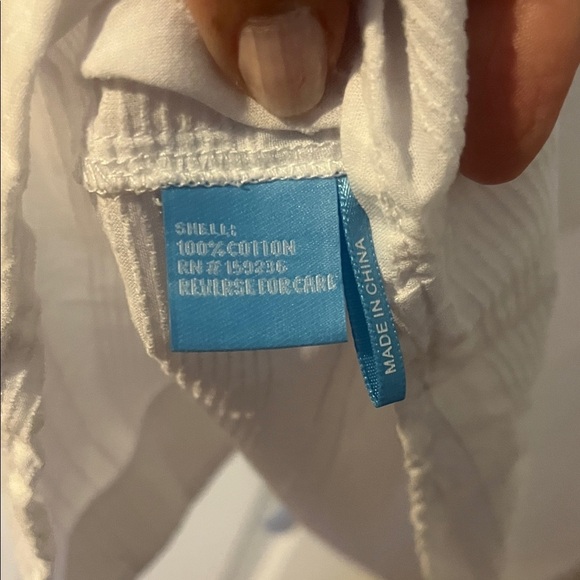 SHELL:
100% COTTON
RN # 159236
REVERSE FOR CARE
MADE IN CHINA